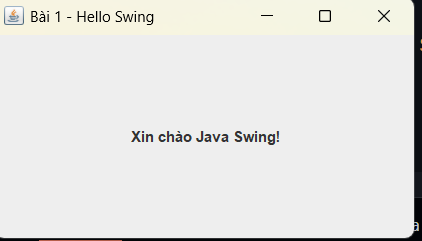 Bài 1 - Hello Swing
Xin chào Java Swing!